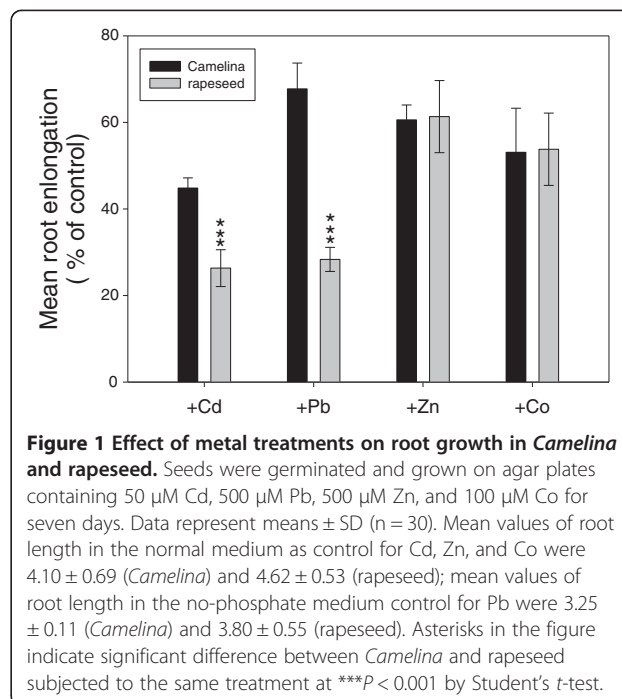 80
60
40
20
0
Mean root enlongation
( % of control)
Camelina
rapeseed
***
***
+Cd
+Pb
+Zn
+Co
Figure 1 Effect of metal treatments on root growth in Camelina
and rapeseed. Seeds were germinated and grown on agar plates
containing 50 μM Cd, 500 μM Pb, 500 μM Zn, and 100 μM Co for
seven days. Data represent means ± SD (n = 30). Mean values of root
length in the normal medium as control for Cd, Zn, and Co were
4.10 ± 0.69 (Camelina) and 4.62 ± 0.53 (rapeseed); mean values of
root length in the no-phosphate medium control for Pb were 3.25
± 0.11 (Camelina) and 3.80 ± 0.55 (rapeseed). Asterisks in the figure
indicate significant difference between Camelina and rapeseed
subjected to the same treatment at ***P < 0.001 by Student's t-test.